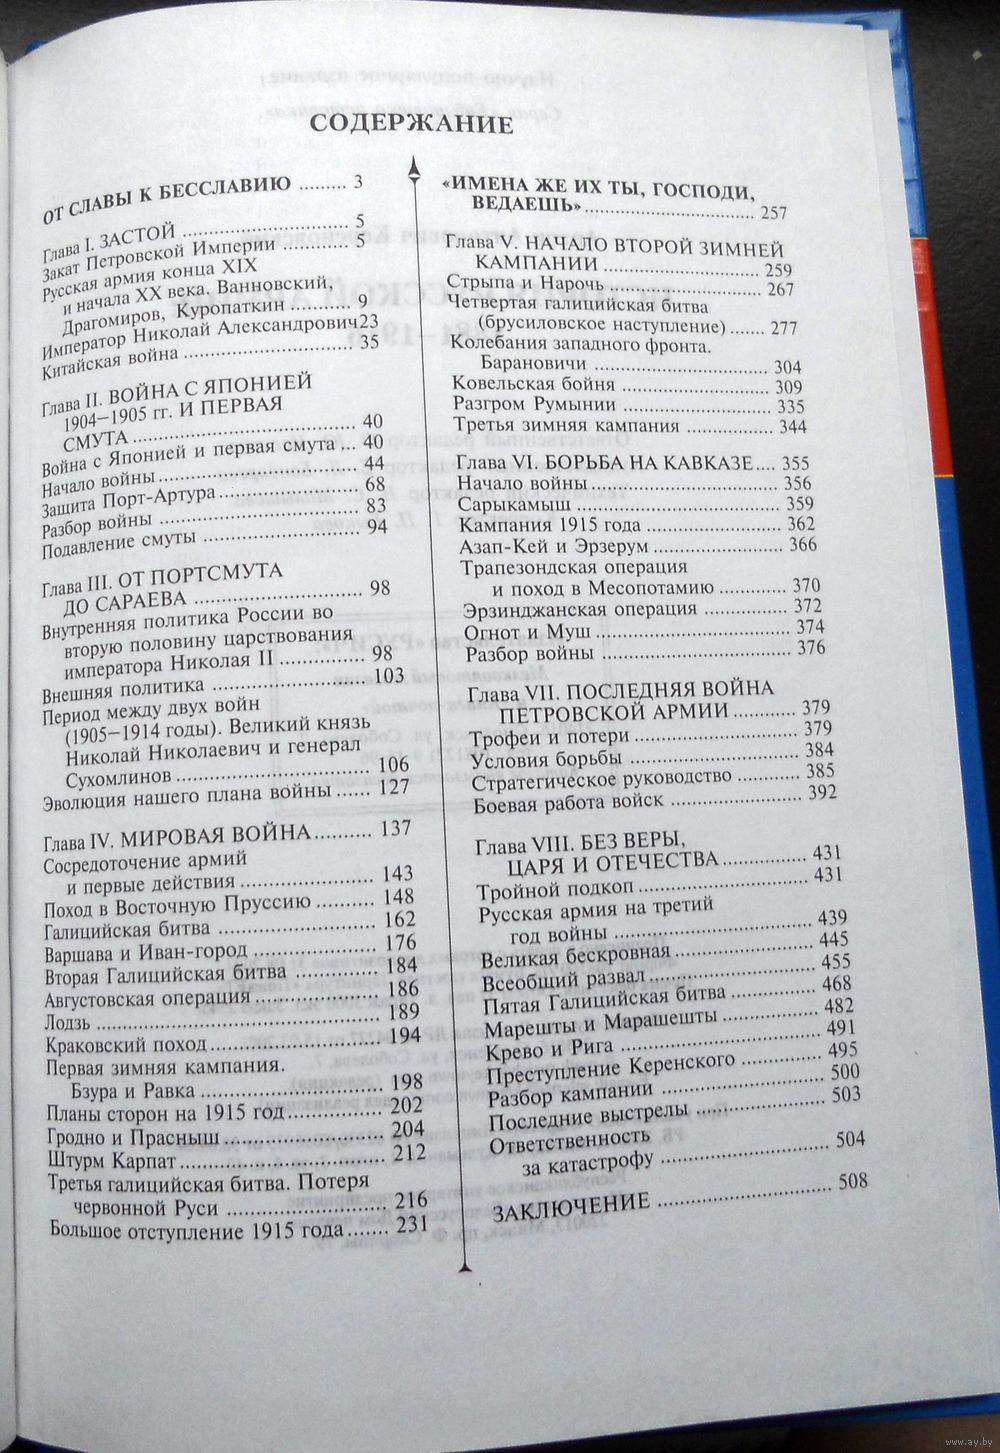 СОДЕРЖАНИЕ
ОТ СЛАВЫ К БЕССЛАВИЮ ......... 3
Глава I. ЗАСТОЙ ........................... 5
Закат Петровской Империи ............ 5
Русская армия конца XIX
и начала XX века. Ванновский,
Драгомиров, Куропаткин .......... 9
Император Николай Александрович 23
Китайская война ............................ 35
Глава II. ВОЙНА С ЯПОНИЕЙ
1904–1905 гг. И ПЕРВАЯ
СМУТА ..................................... 40
Война с Японией и первая смута ... 40
Начало войны ................................ 44
Защита Порт-Артура ...................... 68
Разбор войны ................................ 83
Подавление смуты ......................... 94
Глава III. ОТ ПОРТСМУТА
ДО САРАЕВА ........................... 98
Внутренняя политика России во
вторую половину царствования
императора Николая II ............. 98
Внешняя политика ........................ 103
Период между двух войн
(1905–1914 годы). Великий князь
Николай Николаевич и генерал
Сухомлинов ............................. 106
Эволюция нашего плана войны ...... 127
Глава IV. МИРОВАЯ ВОЙНА .......... 137
Сосредоточение армий
и первые действия ...................... 143
Поход в Восточную Пруссию .......... 148
Галицийская битва ......................... 162
Варшава и Иван-город .................... 176
Вторая Галицийская битва .............. 184
Августовская операция ................... 186
Лодзь ............................................. 189
Краковский поход .......................... 194
Первая зимняя кампания.
Бзура и Равка ............................ 198
Планы сторон на 1915 год ............... 202
Гродно и Прасныш ......................... 204
Штурм Карпат ................................ 212
Третья галицийская битва. Потеря
червонной Руси ......................... 216
Большое отступление 1915 года ....... 231
«ИМЕНА ЖЕ ИХ ТЫ, ГОСПОДИ,
ВЕДАЕШЬ» ............................... 257
Глава V. НАЧАЛО ВТОРОЙ ЗИМНЕЙ
КАМПАНИИ ............................ 259
Стрыпа и Нарочь ........................... 267
Четвертая галицийская битва
(брусиловское наступление) ....... 277
Колебания западного фронта.
Барановичи .............................. 304
Ковельская бойня .......................... 309
Разгром Румынии .......................... 335
Третья зимняя кампания ................ 344
Глава VI. БОРЬБА НА КАВКАЗЕ .... 355
Начало войны ................................ 356
Сарыкамыш .................................. 359
Кампания 1915 года ....................... 362
Азап-Кей и Эрзерум ....................... 366
Трапезондская операция
и поход в Месопотамию ............ 370
Эрзинджанская операция ............... 372
Огнот и Муш ................................. 374
Разбор войны ................................ 376
Глава VII. ПОСЛЕДНЯЯ ВОЙНА
ПЕТРОВСКОЙ АРМИИ ........... 379
Трофеи и потери ............................ 379
Условия борьбы ............................. 384
Стратегическое руководство ........... 385
Боевая работа войск ....................... 392
Глава VIII. БЕЗ ВЕРЫ,
ЦАРЯ И ОТЕЧЕСТВА .............. 431
Тройной подкоп ............................. 431
Русская армия на третий
год войны ................................. 439
Великая бескровная ....................... 445
Всеобщий развал ........................... 455
Пятая Галицийская битва ............... 468
Марешты и Марашешты ................. 482
Крево и Рига .................................. 491
Преступление Керенского ............... 495
Разбор кампании ........................... 500
Последние выстрелы ...................... 503
Ответственность
за катастрофу ............................ 504
ЗАКЛЮЧЕНИЕ .............................. 508
www.ay.by